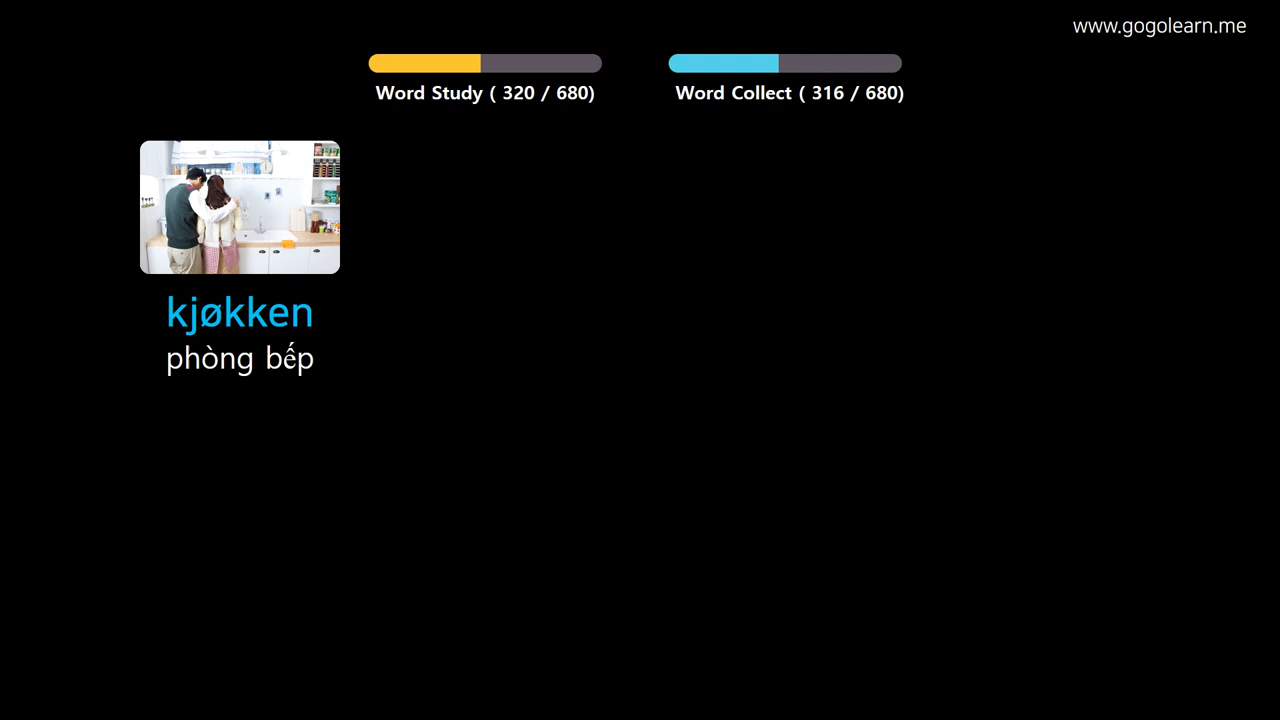 www.gogolearn.me
Word Study ( 320 / 680)
Word Collect ( 316 / 680)
kjøkken
phòng bếp